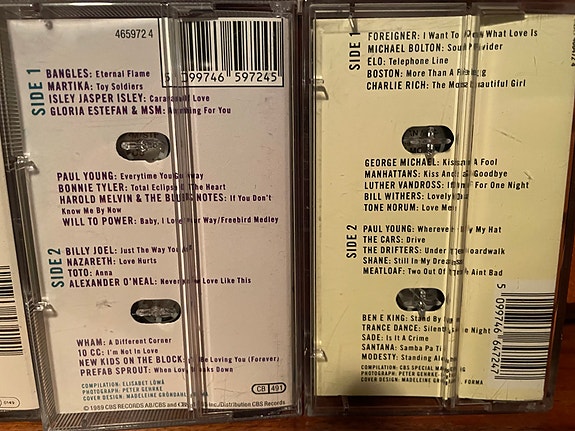 465972 4
5 099746 597245
SIDE 1
BANGLES: Eternal Flame
MARTIKA: Toy Soldiers
ISLEY JASPER ISLEY: Caravan of Love
GLORIA ESTEFAN & MSM: Anything For You
PAUL YOUNG: Everytime You Go Away
BONNIE TYLER: Total Eclipse Of The Heart
HAROLD MELVIN & THE BLUE NOTES: If You Don't
Know Me By Now
WILL TO POWER: Baby, I Love Your Way/Freebird Medley
SIDE 2
BILLY JOEL: Just The Way You Are
NAZARETH: Love Hurts
TOTO: Anna
ALEXANDER O'NEAL: Never Knew Love Like This
WHAM: A Different Corner
10 CC: I'm Not In Love
NEW KIDS ON THE BLOCK: I'll Be Loving You (Forever)
PREFAB SPROUT: When Love Breaks Down
COMPILATION: ELISABET LÖWA
PHOTOGRAPH: PETER GEHRKE
COVER DESIGN: MADELEINE GRÖNDAHL
CB 491
© 1989 CBS RECORDS AB/CBS and Distribution CBS Records
SIDE 1
FOREIGNER: I Want To Know What Love Is
MICHAEL BOLTON: Soul Provider
ELO: Telephone Line
BOSTON: More Than A Feeling
CHARLIE RICH: The Most Beautiful Girl
GEORGE MICHAEL: Kissing A Fool
MANHATTANS: Kiss And Say Goodbye
LUTHER VANDROSS: If Only For One Night
BILL WITHERS: Lovely Day
TONE NORUM: Love Me
SIDE 2
PAUL YOUNG: Wherever I Lay My Hat
THE CARS: Drive
THE DRIFTERS: Under The Boardwalk
SHANE: Still In My Dreams
MEATLOAF: Two Out Of Three Aint Bad
BEN E KING: Stand By Me
TRANCE DANCE: Silent Night
SADE: Is It A Crime
SANTANA: Samba Pa Ti
MODESTY: Standing Alone
COMPILATION: CBS SPECIAL MARKETING
PHOTOGRAPH: PETER GEHRKE
COVER DESIGN: MADELEINE FORMA
5 099746 647247